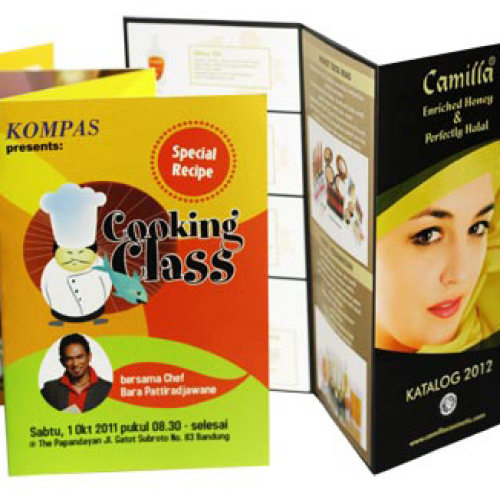 KOMPAS
presents:
Special
Recipe
Cooking
Class
bersama Chef
Bara Pattiradjawane
Sabtu, 1 Okt 2011 pukul 08.30 - selesai
@ The Papandayan Jl. Gatot Subroto No. 83 Bandung
Camilla®
Enriched Honey
&
Perfectly Halal
KATALOG 2012